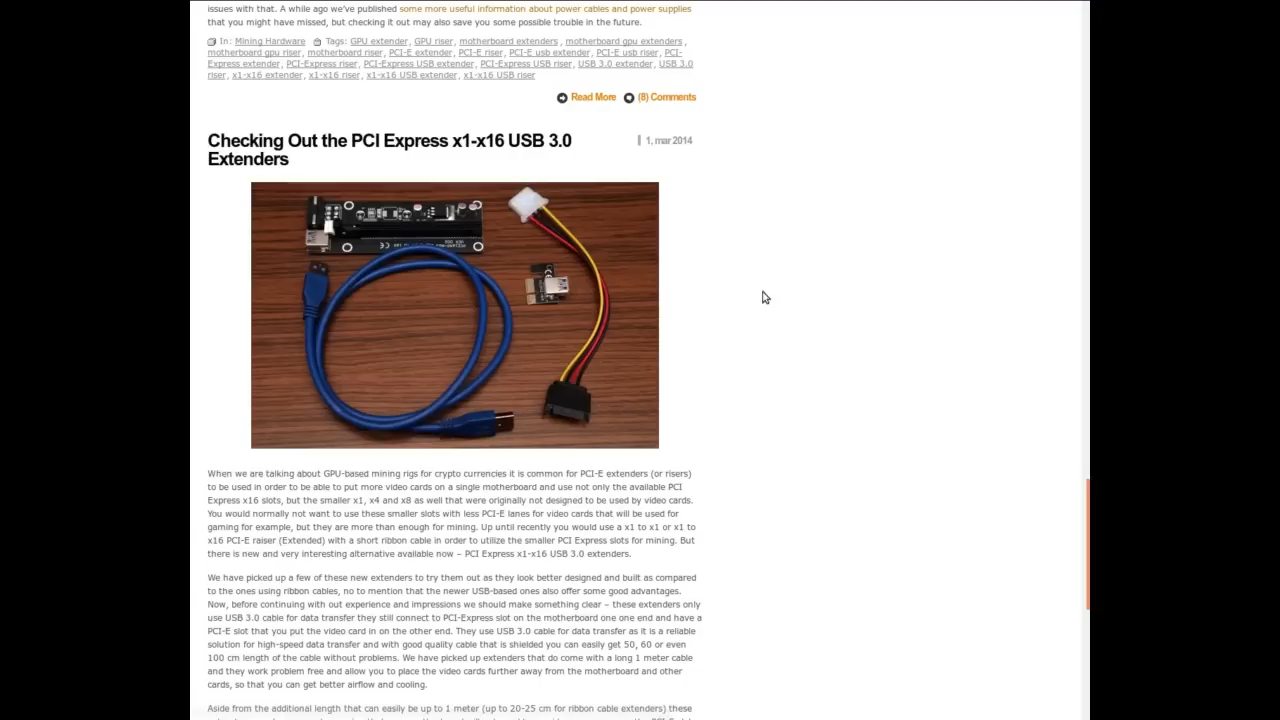 issues with that. A while ago we've published some more useful information about power cables and power supplies
that you might have missed, but checking it out may also save you some possible trouble in the future.
In: Mining Hardware Tags: GPU extender, GPU riser, motherboard extenders , motherboard gpu extenders ,
motherboard gpu riser, motherboard riser, PCI-E extender, PCI-E riser, PCI-E usb extender, PCI-E usb riser, PCI-
Express extender, PCI-Express riser, PCI-Express USB extender, PCI-Express USB riser, USB 3.0 extender, USB 3.0
riser, x1-x16 extender, x1-x16 riser, x1-x16 USB extender, x1-x16 USB riser
Read More (8) Comments
Checking Out the PCI Express x1-x16 USB 3.0
Extenders
1, mar 2014
When we are talking about GPU-based mining rigs for crypto currencies it is common for PCI-E extenders (or risers)
to be used in order to be able to put more video cards on a single motherboard and use not only the available PCI
Express x16 slots, but the smaller x1, x4 and x8 as well that were originally not designed to be used by video cards.
You would normally not want to use these smaller slots with less PCI-E lanes for video cards that will be used for
gaming for example, but they are more than enough for mining. Up until recently you would use a x1 to x1 or x1 to
x16 PCI-E raiser (Extended) with a short ribbon cable in order to utilize the smaller PCI Express slots for mining. But
there is new and very interesting alternative available now – PCI Express x1-x16 USB 3.0 extenders.
We have picked up a few of these new extenders to try them out as they look better designed and built as compared
to the ones using ribbon cables, no to mention that the newer USB-based ones also offer some good advantages.
Now, before continuing with out experience and impressions we should make something clear – these extenders only
use USB 3.0 cable for data transfer they still connect to PCI-Express slot on the motherboard one one end and have a
PCI-E slot that you put the video card in on the other end. They use USB 3.0 cable for data transfer as it is a reliable
solution for high-speed data transfer and with good quality cable that is shielded you can easily get 50, 60 or even
100 cm length of the cable without problems. We have picked up extenders that do come with a long 1 meter cable
and they work problem free and allow you to place the video cards further away from the motherboard and other
cards, so that you can get better airflow and cooling.
Aside from the additional length that can easily be up to 1 meter (up to 20-25 cm for ribbon cable extenders) these